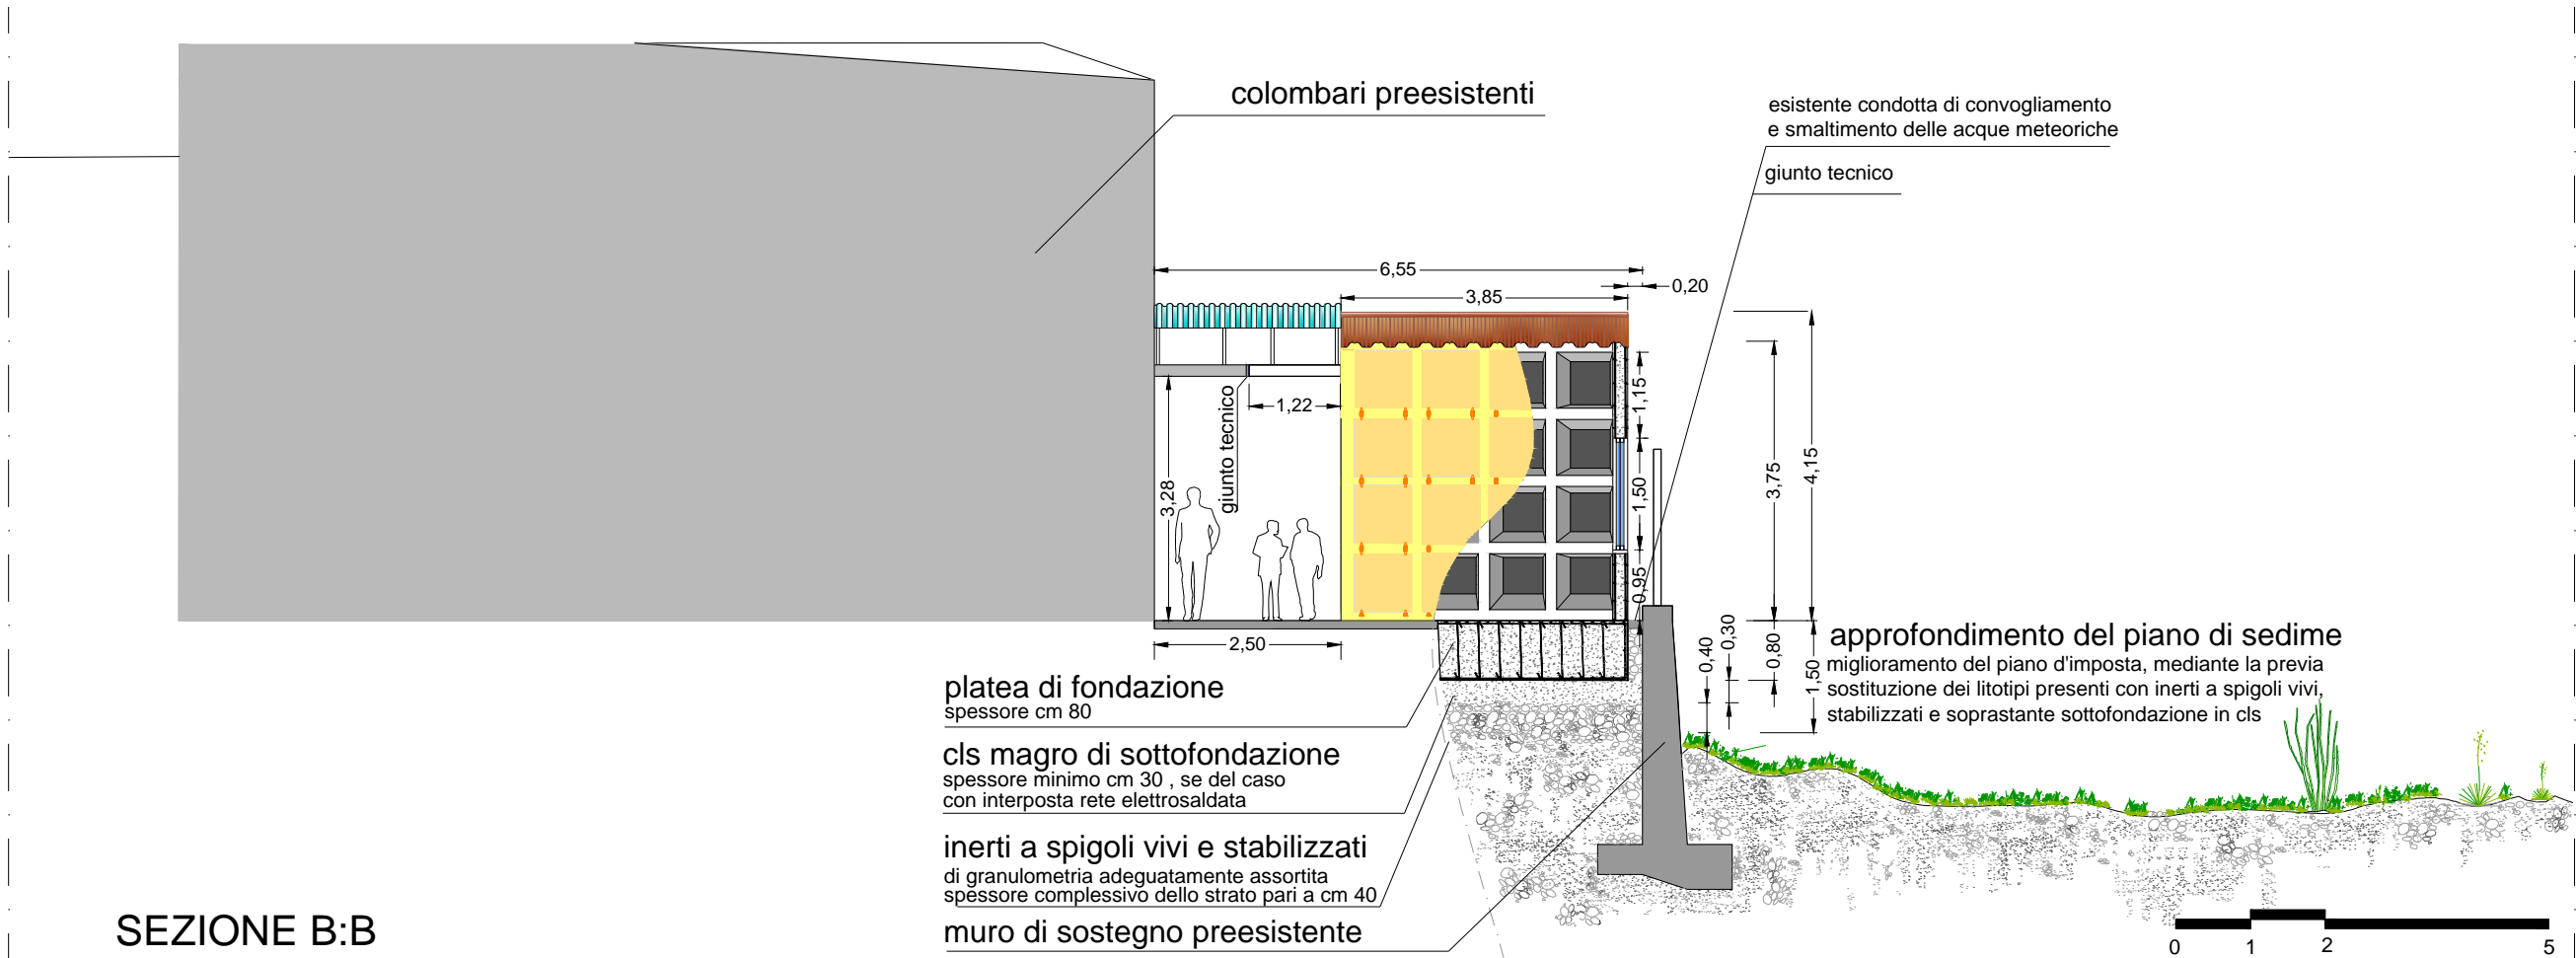 colombari preesistenti
esistente condotta di convogliamento
e smaltimento delle acque meteoriche
giunto tecnico
6,55
0,20
3,85
1,22
giunto tecnico
3,28
1,15
1,50
0,95
3,75
4,15
2,50
0,40
0,30
0,80
1,50
approfondimento del piano di sedime
miglioramento del piano d'imposta, mediante la previa
sostituzione dei litotipi presenti con inerti a spigoli vivi,
stabilizzati e soprastante sottofondazione in cls
platea di fondazione
spessore cm 80
cls magro di sottofondazione
spessore minimo cm 30 , se del caso
con interposta rete elettrosaldata
inerti a spigoli vivi e stabilizzati
di granulometria adeguatamente assortita
spessore complessivo dello strato pari a cm 40
muro di sostegno preesistente
SEZIONE B:B
0 1 2 5